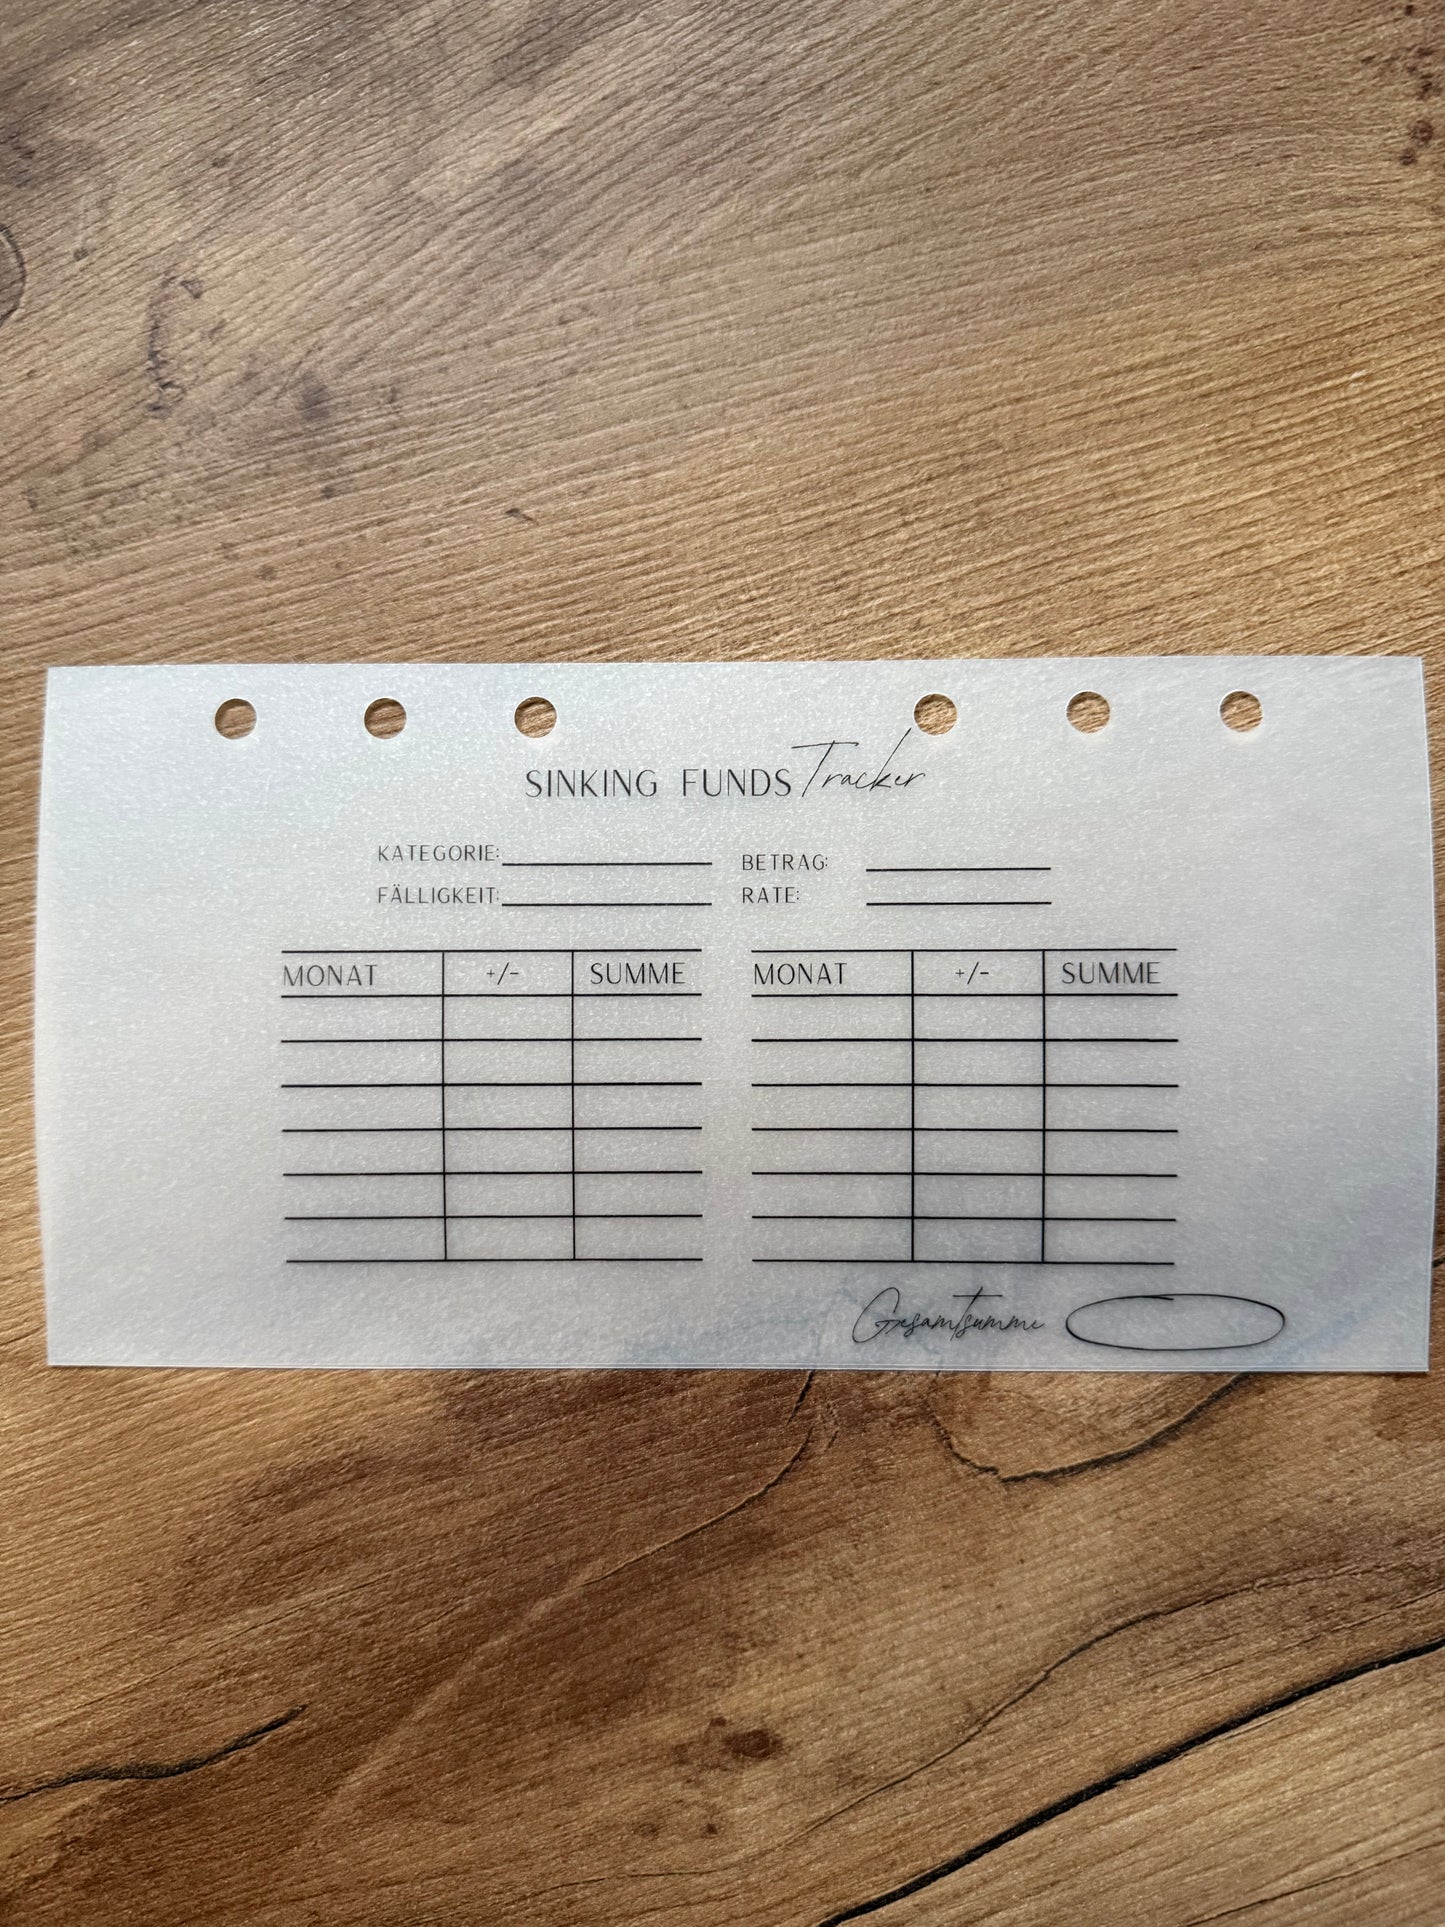 SINKING FUNDS Tracker
KATEGORIE:
BETRAG:
FÄLLIGKEIT:
RATE:
MONAT +/- SUMME MONAT +/- SUMME
Gesamtsumme